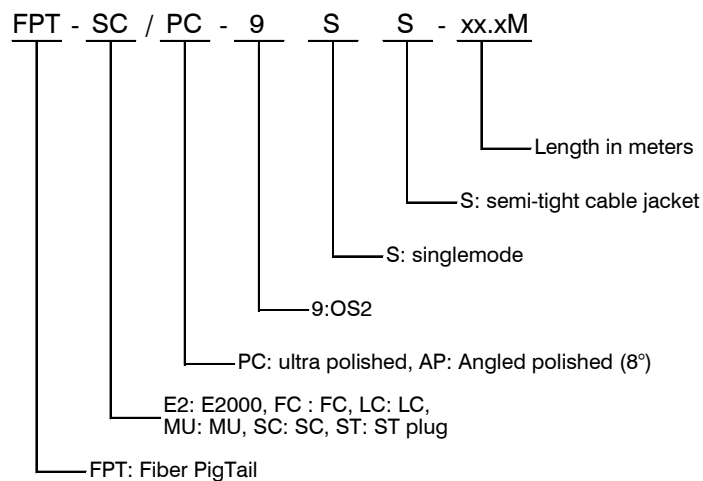 FPT - SC / PC - 9 S S - xx.xM
Length in meters
S: semi-tight cable jacket
S: singlemode
9:OS2
PC: ultra polished, AP: Angled polished (8°)
E2: E2000, FC : FC, LC: LC,
MU: MU, SC: SC, ST: ST plug
FPT: Fiber PigTail